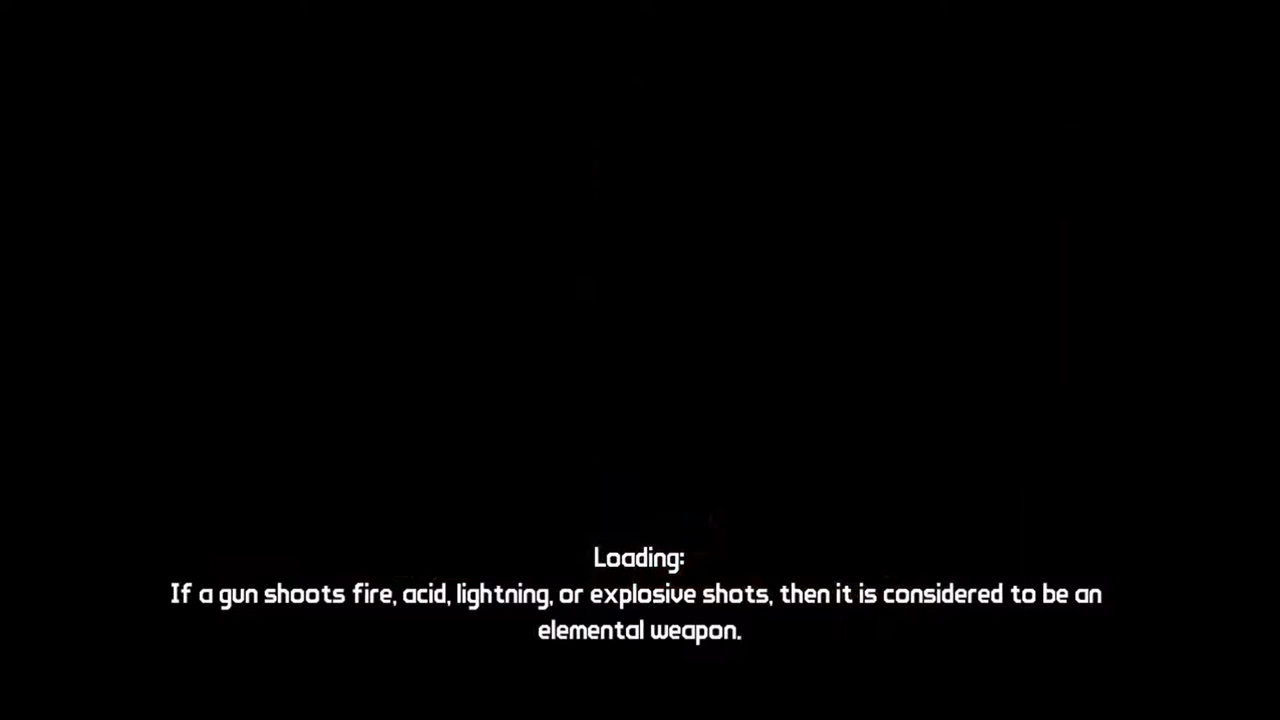 Loading:
If a gun shoots fire, acid, lightning, or explosive shots, then it is considered to be an
elemental weapon.